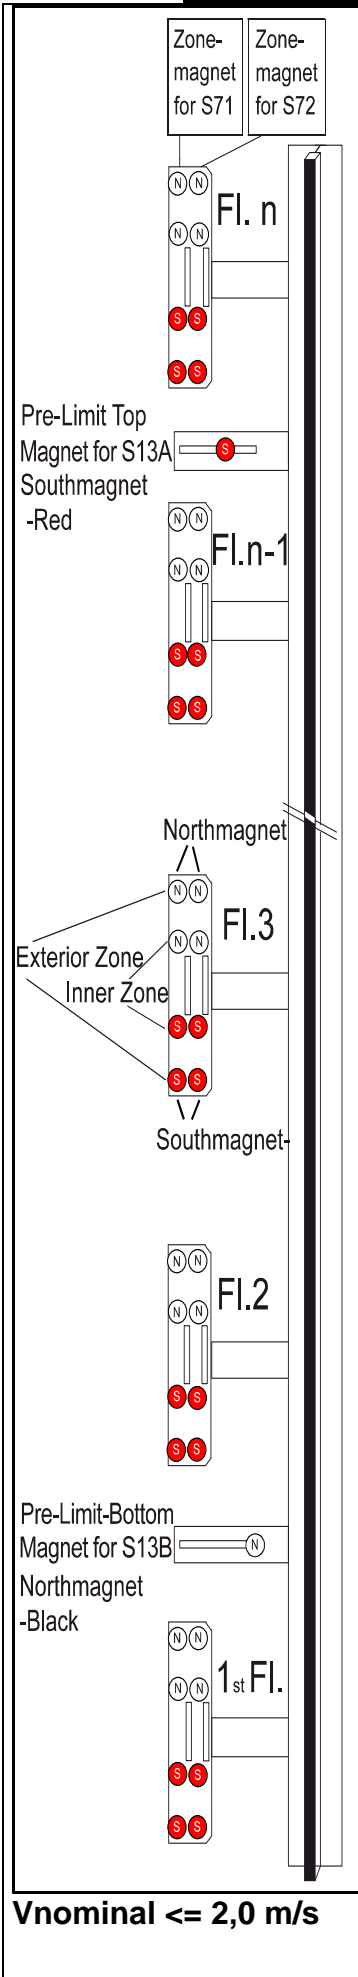 Zone-
magnet
for S71
Zone-
magnet
for S72
N N
Fl. n
N N
S S
S S
Pre-Limit Top
Magnet for S13A
S
Southmagnet
-Red
N N
Fl.n-1
N N
S S
S S
Northmagnet
N N
Fl.3
N N
Exterior Zone
Inner Zone
S S
S S
Southmagnet-
N N
Fl.2
N N
S S
S S
Pre-Limit-Bottom
Magnet for S13B
N
Northmagnet
-Black
N N
1st Fl.
N N
S S
S S
Vnominal <= 2,0 m/s